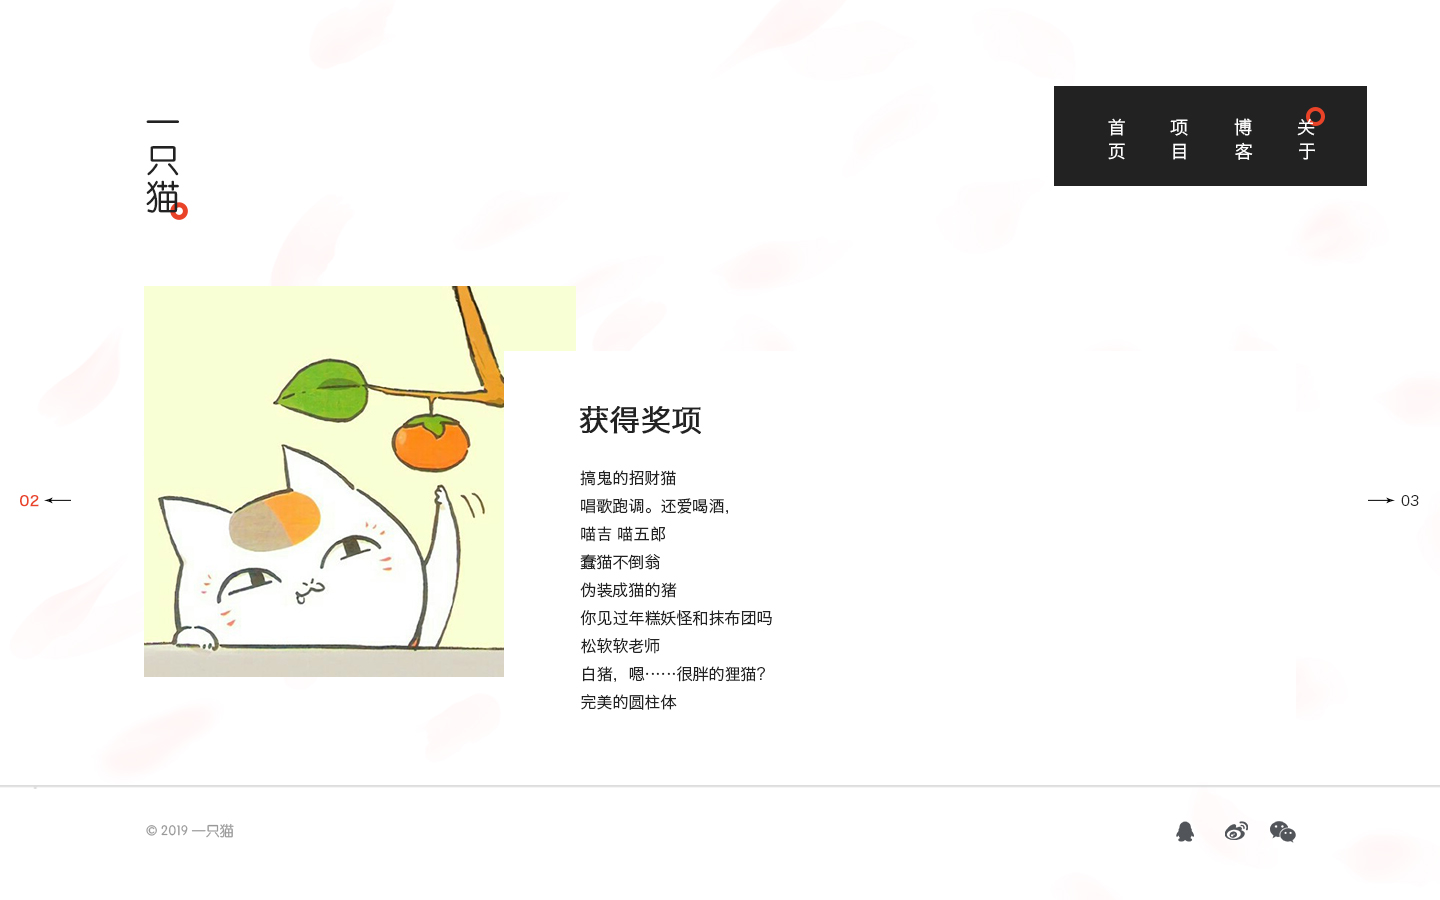 一只猫
首页 项目 博客 关于
获得奖项
搞鬼的招财猫
唱歌跑调。还爱喝酒,
喵吉 喵五郎
蠢猫不倒翁
伪装成猫的猪
你见过年糕妖怪和抹布团吗
松软软老师
白猪，嗯……很胖的狸猫?
完美的圆柱体
02
03
© 2019 一只猫